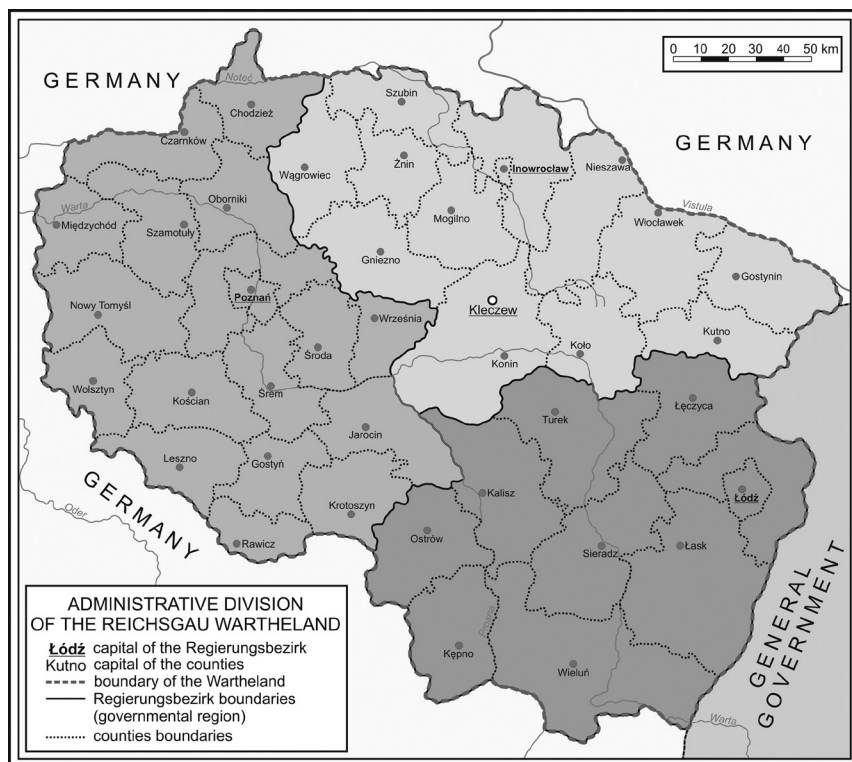 GERMANY
0 10 20 30 40 50 km
Noteć
Szubin
Chodzież
Czarnków
GERMANY
Żnin
Inowrocław
Nieszawa
Wągrowiec
Oborniki
Warta
Vistula
Międzychód
Szamotuły
Mogilno
Włocławek
Gniezno
Gostynin
Poznań
Nowy Tomyśl
Kleczew
Września
Kutno
Koło
Środa
Konin
Wolsztyn
Kościan
Śrem
Łęczyca
Turek
Jarocin
Leszno
Gostyń
GERMANY
Kalisz
Łódź
Oder
Krotoszyn
Ostrów
Rawicz
Sieradz
Łask
GENERAL
GOVERNMENT
Prosna
Kępno
Wieluń
Warta
ADMINISTRATIVE DIVISION
OF THE REICHSGAU WARTHELAND
Łódź capital of the Regierungsbezirk
Kutno capital of the counties
boundary of the Wartheland
Regierungsbezirk boundaries
(governmental region)
counties boundaries